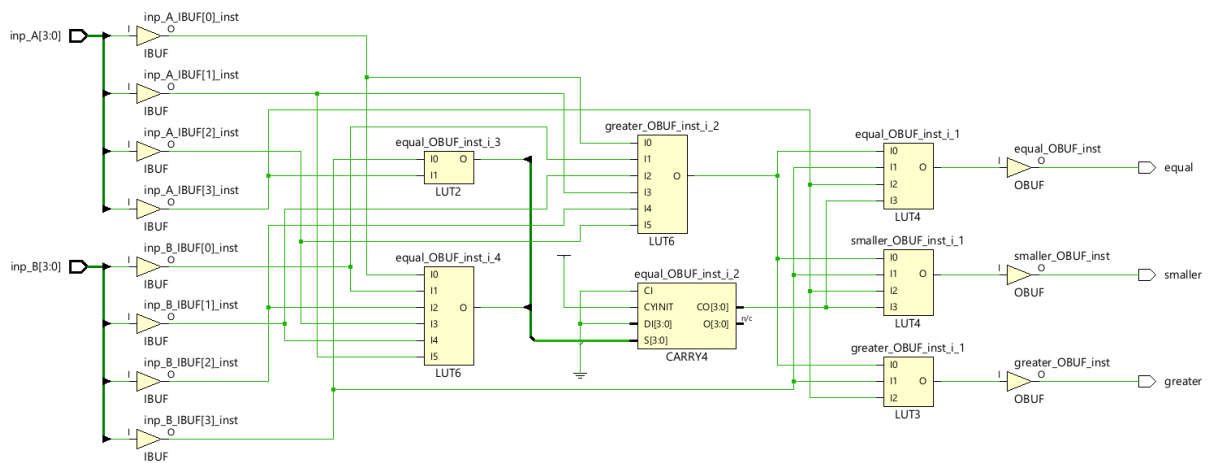 inp_A[3:0]
inp_A_IBUF[0]_inst
I O
IBUF
inp_A_IBUF[1]_inst
I O
IBUF
inp_A_IBUF[2]_inst
I O
IBUF
inp_A_IBUF[3]_inst
I O
IBUF
inp_B[3:0]
inp_B_IBUF[0]_inst
I O
IBUF
inp_B_IBUF[1]_inst
I O
IBUF
inp_B_IBUF[2]_inst
I O
IBUF
inp_B_IBUF[3]_inst
I O
IBUF
equal_OBUF_inst_i_3
I0 O
I1
LUT2
equal_OBUF_inst_i_4
I0
I1
I2 O
I3
I4
I5
LUT6
greater_OBUF_inst_i_2
I0
I1
I2 O
I3
I4
I5
LUT6
equal_OBUF_inst_i_2
CI
CYINIT CO[3:0]
DI[3:0] O[3:0] n/c
S[3:0]
CARRY4
equal_OBUF_inst_i_1
I0
I1 O
I2
I3
LUT4
smaller_OBUF_inst_i_1
I0
I1 O
I2
I3
LUT4
greater_OBUF_inst_i_1
I0
I1 O
I2
LUT3
equal_OBUF_inst
I O
OBUF
equal
smaller_OBUF_inst
I O
OBUF
smaller
greater_OBUF_inst
I O
OBUF
greater